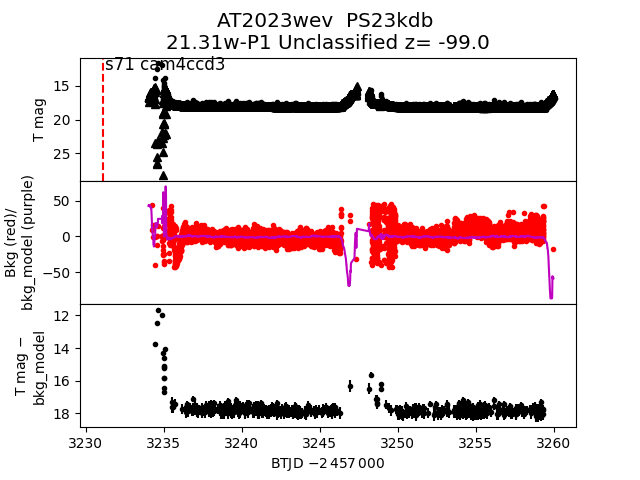 AT2023wev  PS23kdb
21.31w-P1 Unclassified z= -99.0
s71 cam4ccd3
T mag
15
20
25
Bkg (red)/
bkg_model (purple)
50
0
−50
T mag −
bkg_model
12
14
16
18
3230
3235
3240
3245
3250
3255
3260
BTJD −2 457 000